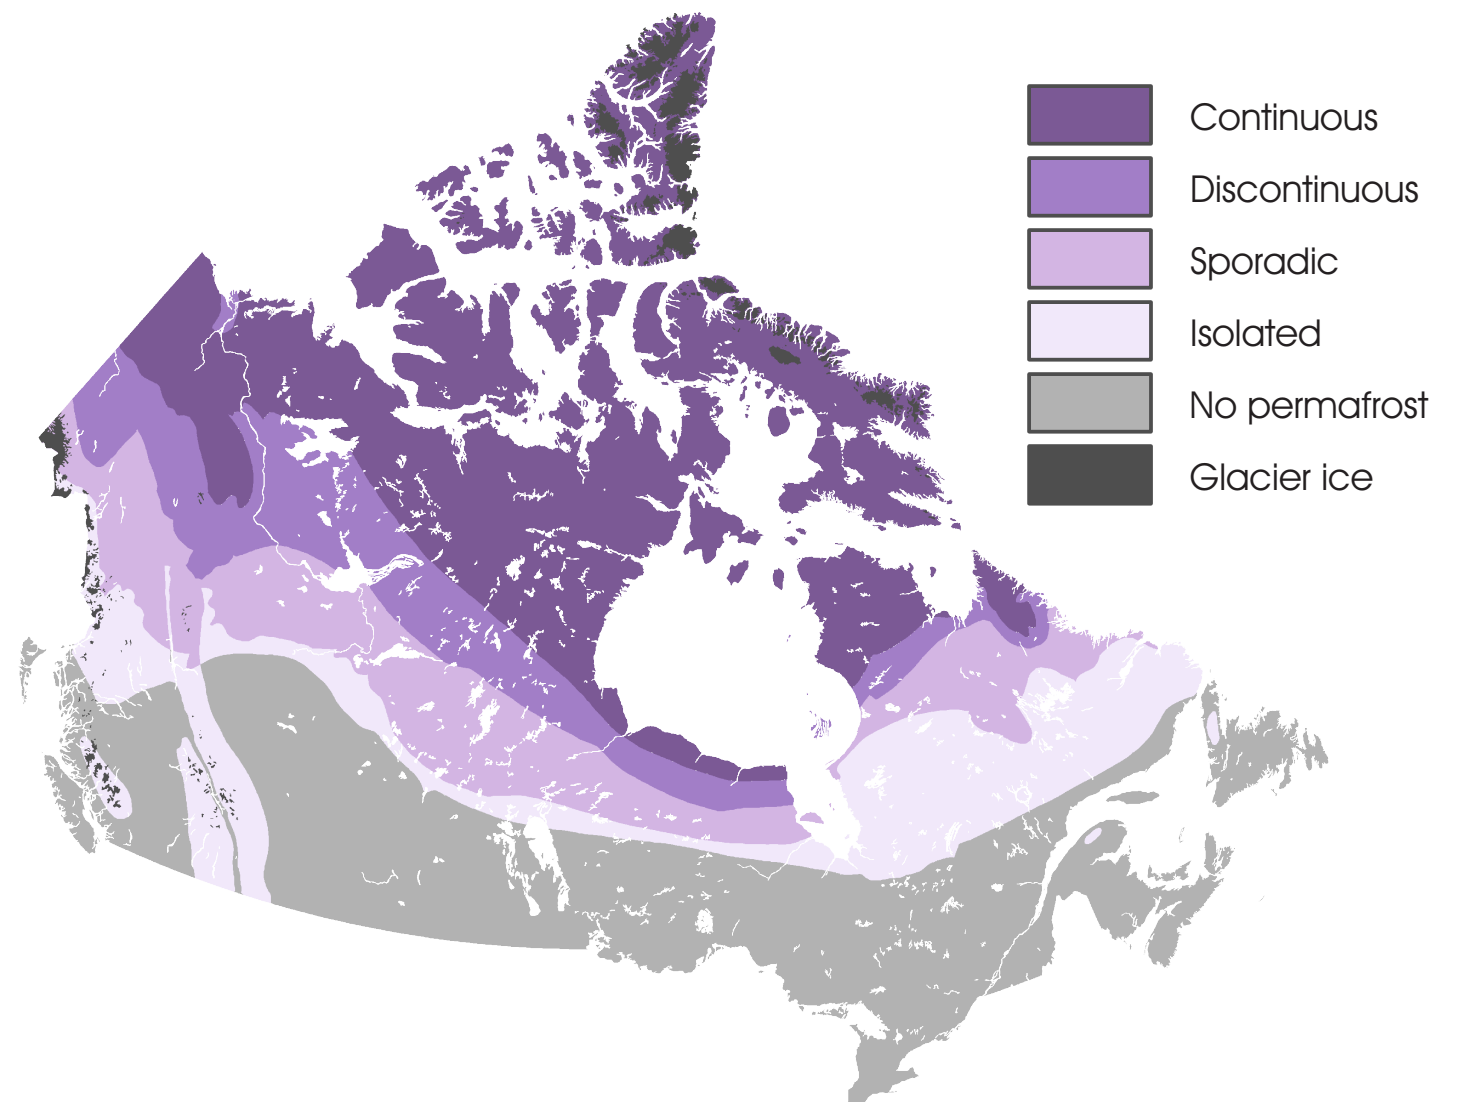 Continuous
Discontinuous
Sporadic
Isolated
No permafrost
Glacier ice